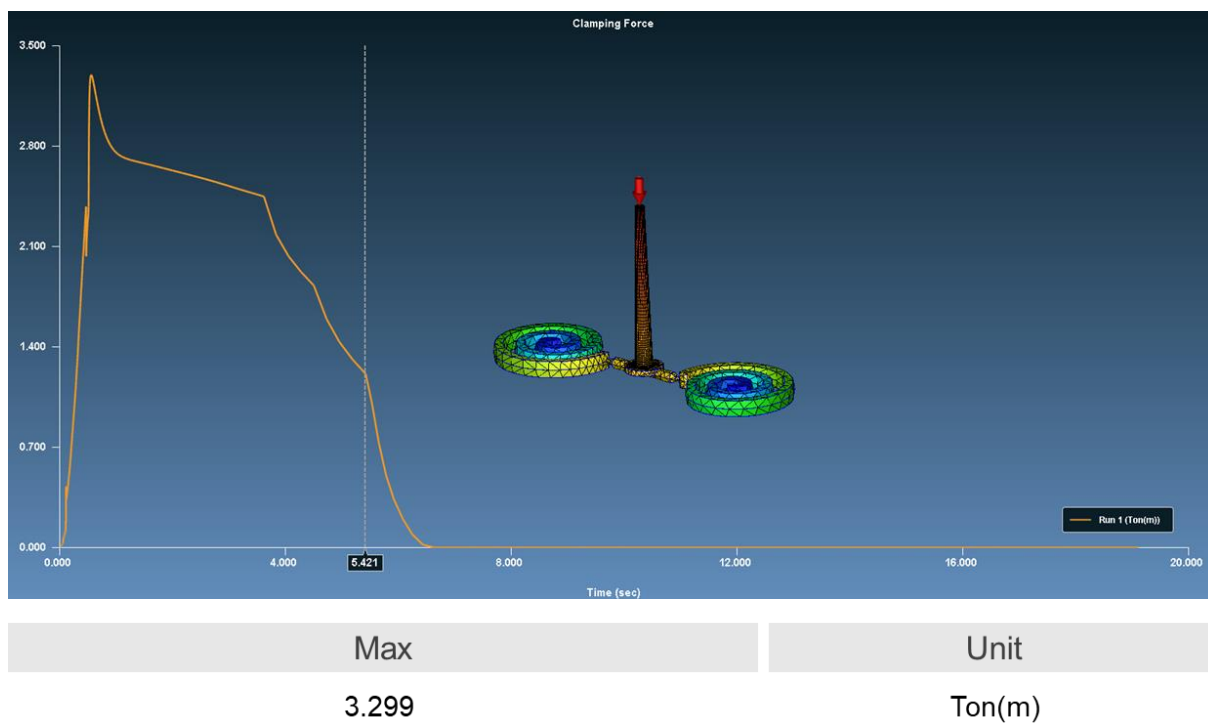 Clamping Force
3.500
2.800
2.100
1.400
0.700
0.000
Run 1 (Ton(m))
0.000 4.000 5.421 8.000 12.000 16.000 20.000
Time (sec)
Max Unit
3.299 Ton(m)